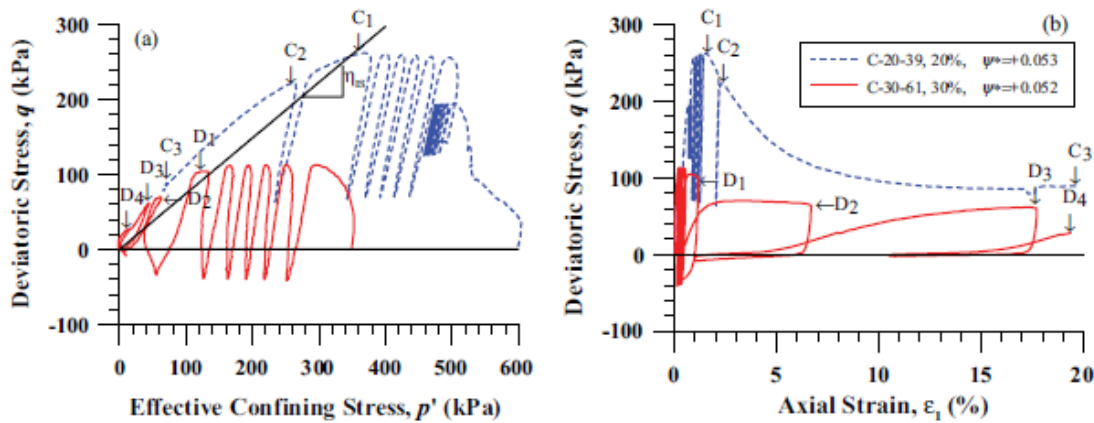 300
200
100
0
-100
Deviatoric Stress, q (kPa)
(a)
C1
C2
ηIS
C3
D1
D3
D2
D4
0 100 200 300 400 500 600
Effective Confining Stress, p' (kPa)
300
200
100
0
-100
Deviatoric Stress, q (kPa)
(b)
C1
C2
C-20-39, 20%, ψ*=+0.053
C-30-61, 30%, ψ*=+0.052
D1
D2
D3
C3
D4
0 5 10 15 20
Axial Strain, ε1 (%)